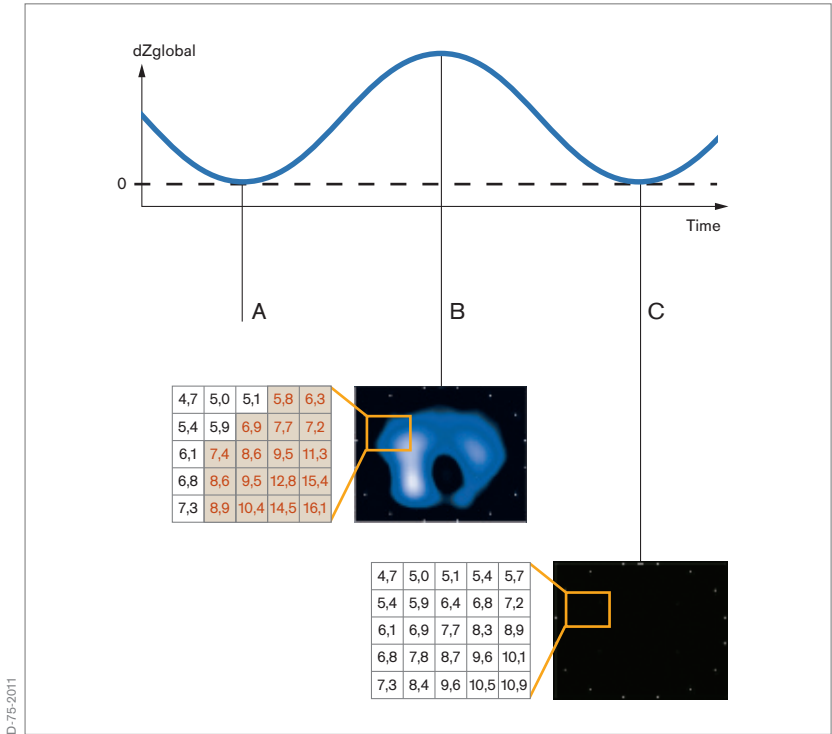 dZglobal
0
Time
A B C
4,7 5,0 5,1 5,8 6,3
5,4 5,9 6,9 7,7 7,2
6,1 7,4 8,6 9,5 11,3
6,8 8,6 9,5 12,8 15,4
7,3 8,9 10,4 14,5 16,1
4,7 5,0 5,1 5,4 5,7
5,4 5,9 6,4 6,8 7,2
6,1 6,9 7,7 8,3 8,9
6,8 7,8 8,7 9,6 10,1
7,3 8,4 9,6 10,5 10,9
D-75-2011